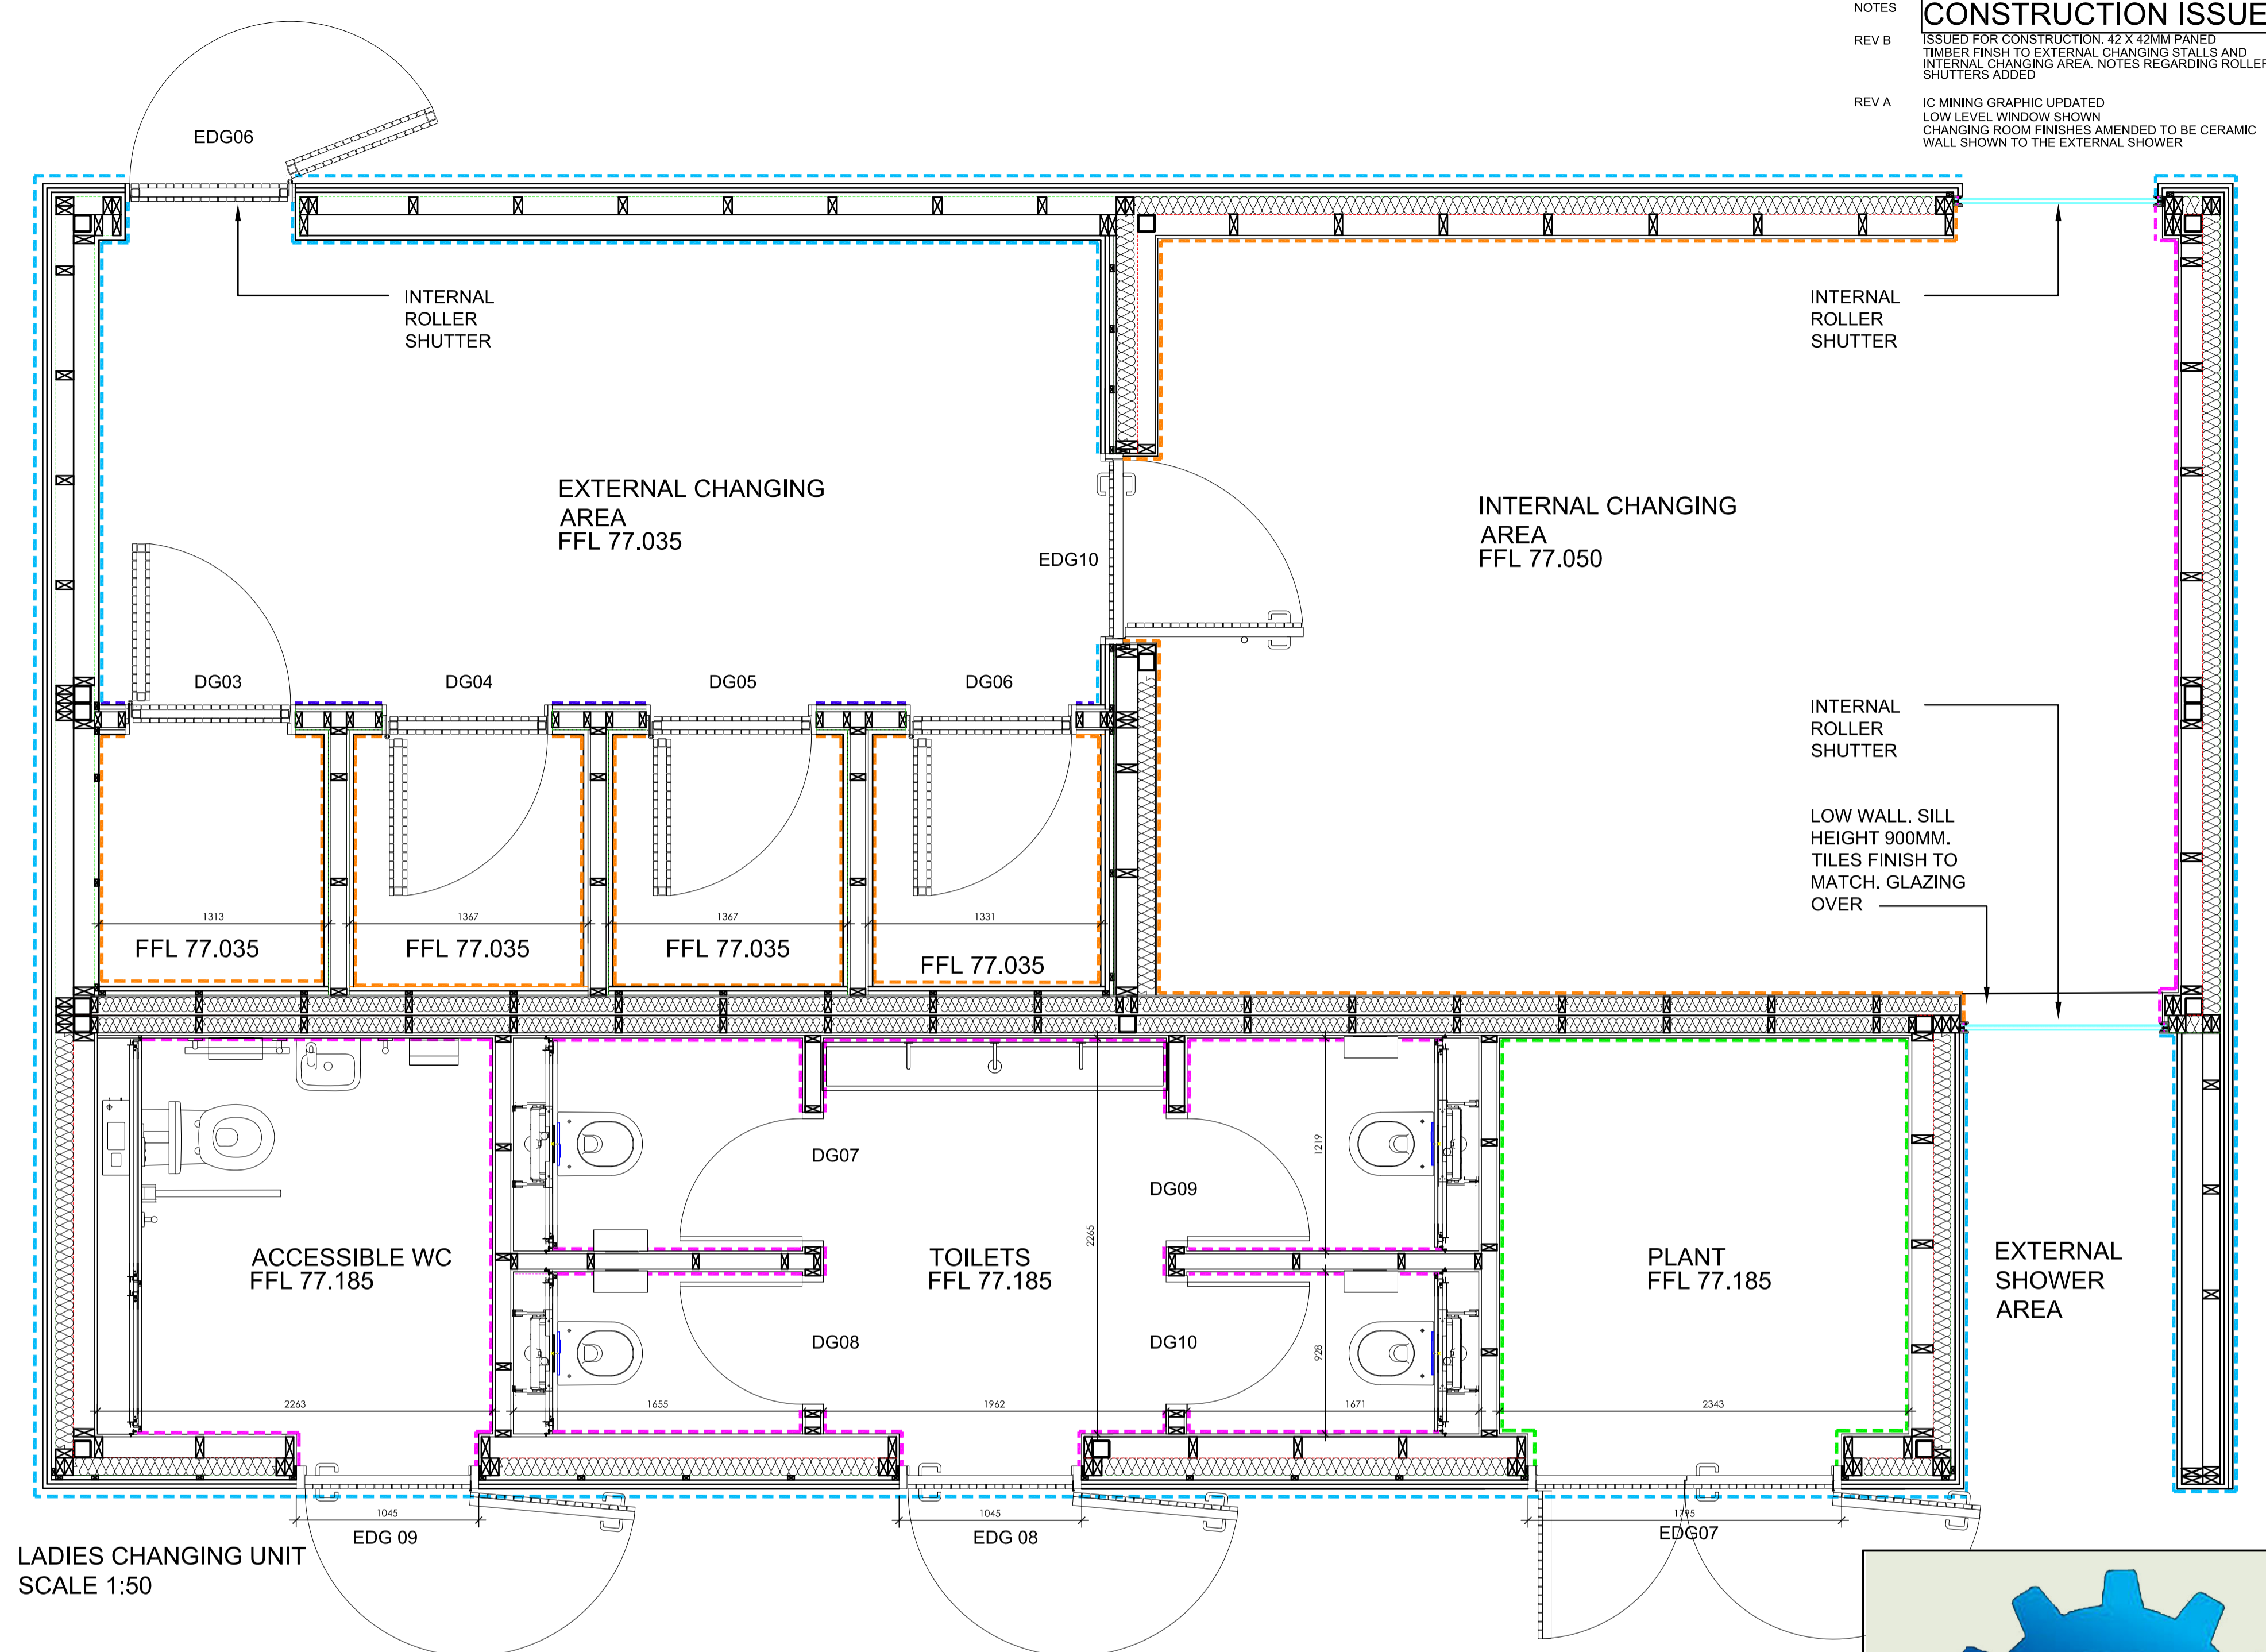 NOTES
CONSTRUCTION ISSUE
REV B
ISSUED FOR CONSTRUCTION. 42 X 42MM PANED
TIMBER FINSH TO EXTERNAL CHANGING STALLS AND
INTERNAL CHANGING AREA. NOTES REGARDING ROLLER
SHUTTERS ADDED
REV A
IC MINING GRAPHIC UPDATED
LOW LEVEL WINDOW SHOWN
CHANGING ROOM FINISHES AMENDED TO BE CERAMIC
WALL SHOWN TO THE EXTERNAL SHOWER
EDG06
INTERNAL
ROLLER
SHUTTER
INTERNAL
ROLLER
SHUTTER
EXTERNAL CHANGING
AREA
FFL 77.035
EDG10
INTERNAL CHANGING
AREA
FFL 77.050
DG03
DG04
DG05
DG06
INTERNAL
ROLLER
SHUTTER
LOW WALL. SILL
HEIGHT 900MM.
TILES FINISH TO
MATCH. GLAZING
OVER
1313
1367
1367
1331
FFL 77.035
FFL 77.035
FFL 77.035
FFL 77.035
DG07
DG09
1219
2265
ACCESSIBLE WC
FFL 77.185
TOILETS
FFL 77.185
PLANT
FFL 77.185
EXTERNAL
SHOWER
AREA
DG08
DG10
928
2263
1655
1962
1671
2343
1045
1045
1795
EDG 09
EDG 08
EDG07
LADIES CHANGING UNIT
SCALE 1:50